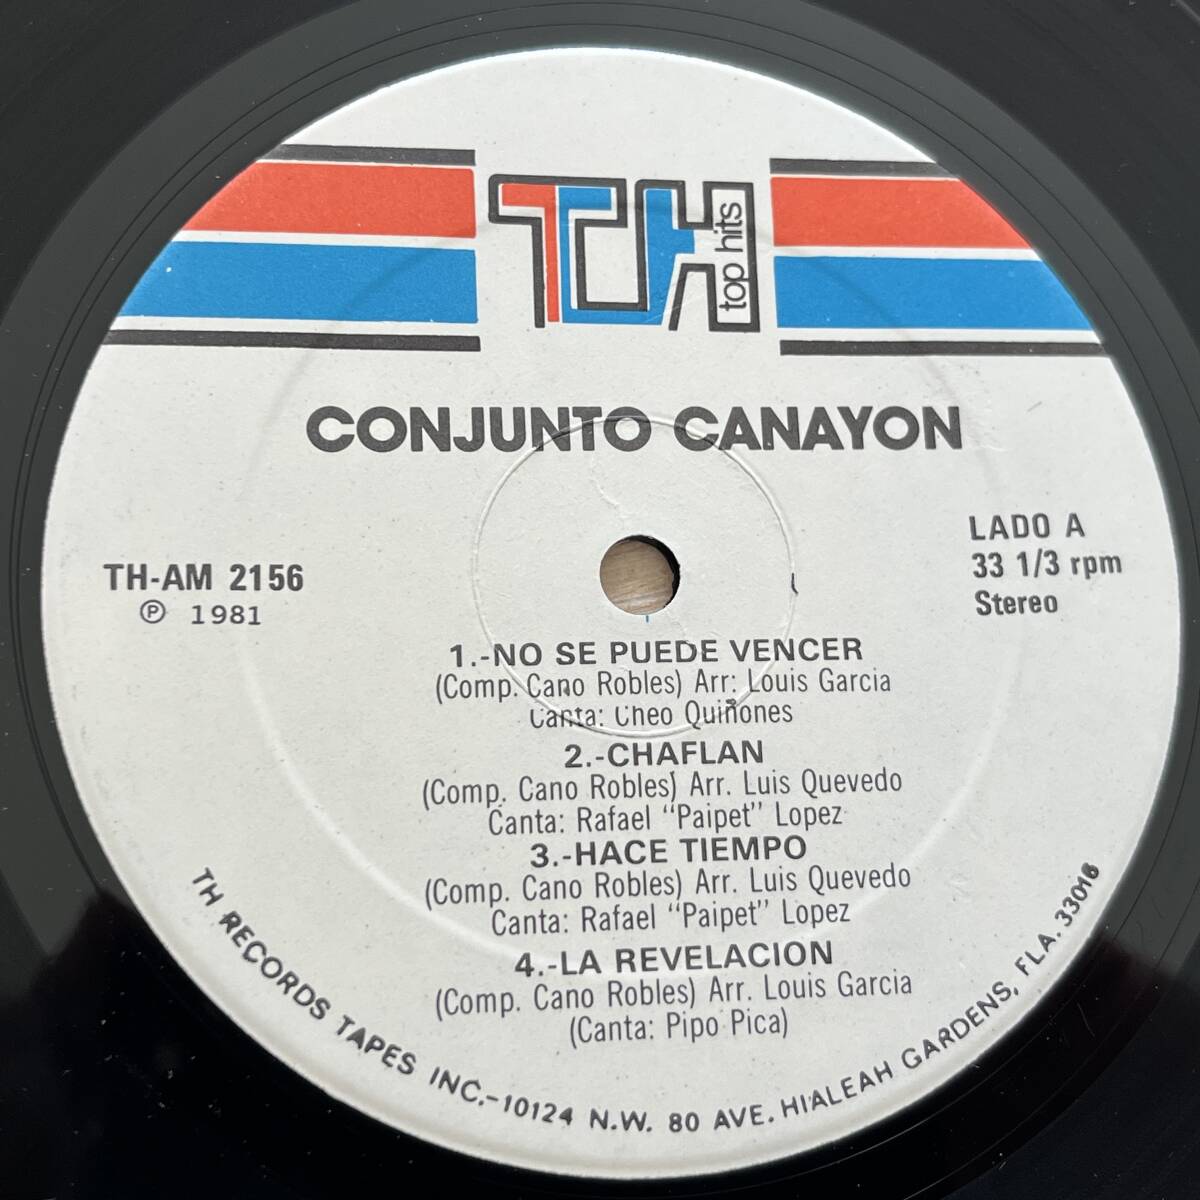 TH top hits
CONJUNTO CANAYON
TH-AM 2156
℗ 1981
LADO A
33 1/3 rpm
Stereo
1.-NO SE PUEDE VENCER
(Comp. Cano Robles) Arr: Louis Garcia
Canta: Cheo Quiñones
2.-CHAFLAN
(Comp. Cano Robles) Arr. Luis Quevedo
Canta: Rafael "Paipet" Lopez
3.-HACE TIEMPO
(Comp. Cano Robles) Arr. Luis Quevedo
Canta: Rafael "Paipet" Lopez
4.-LA REVELACION
(Comp. Cano Robles) Arr. Louis Garcia
(Canta: Pipo Pica)
TH RECORDS TAPES INC.-10124 N.W. 80 AVE. HIALEAH GARDENS, FLA. 33016